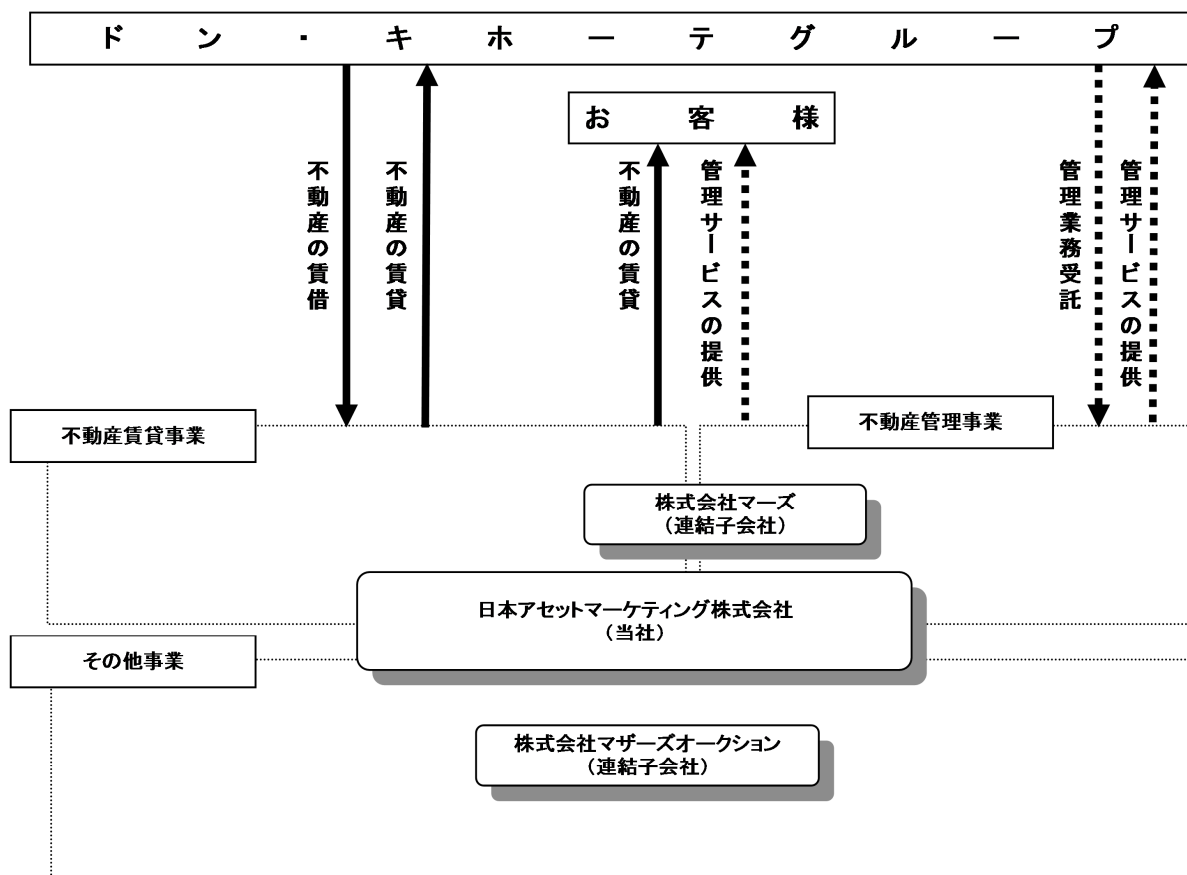 ドン・キホーテグループ
お客様
不動産の賃借
不動産の賃貸
不動産の賃貸
管理サービスの提供
管理業務受託
管理サービスの提供
不動産賃貸事業
不動産管理事業
株式会社マーズ
（連結子会社）
日本アセットマーケティング株式会社
（当社）
その他事業
株式会社マザーズオークション
（連結子会社）